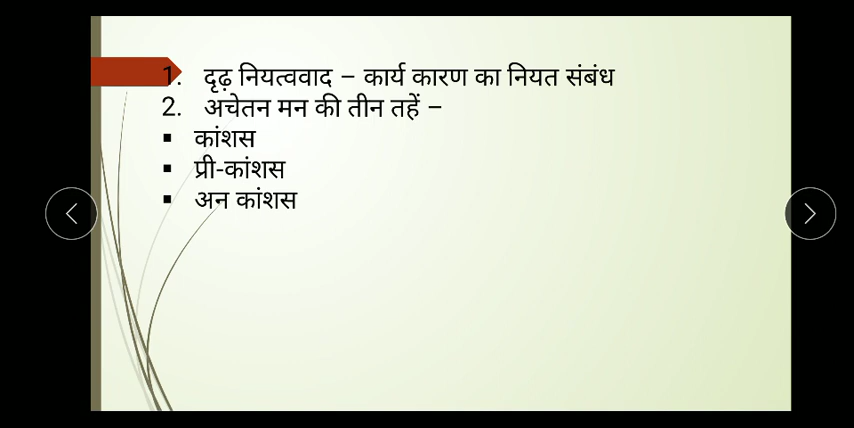 1. दृढ़ नियत्ववाद – कार्य कारण का नियत संबंध
2. अचेतन मन की तीन तहें –
▪ कांशस
▪ प्री-कांशस
▪ अन कांशस